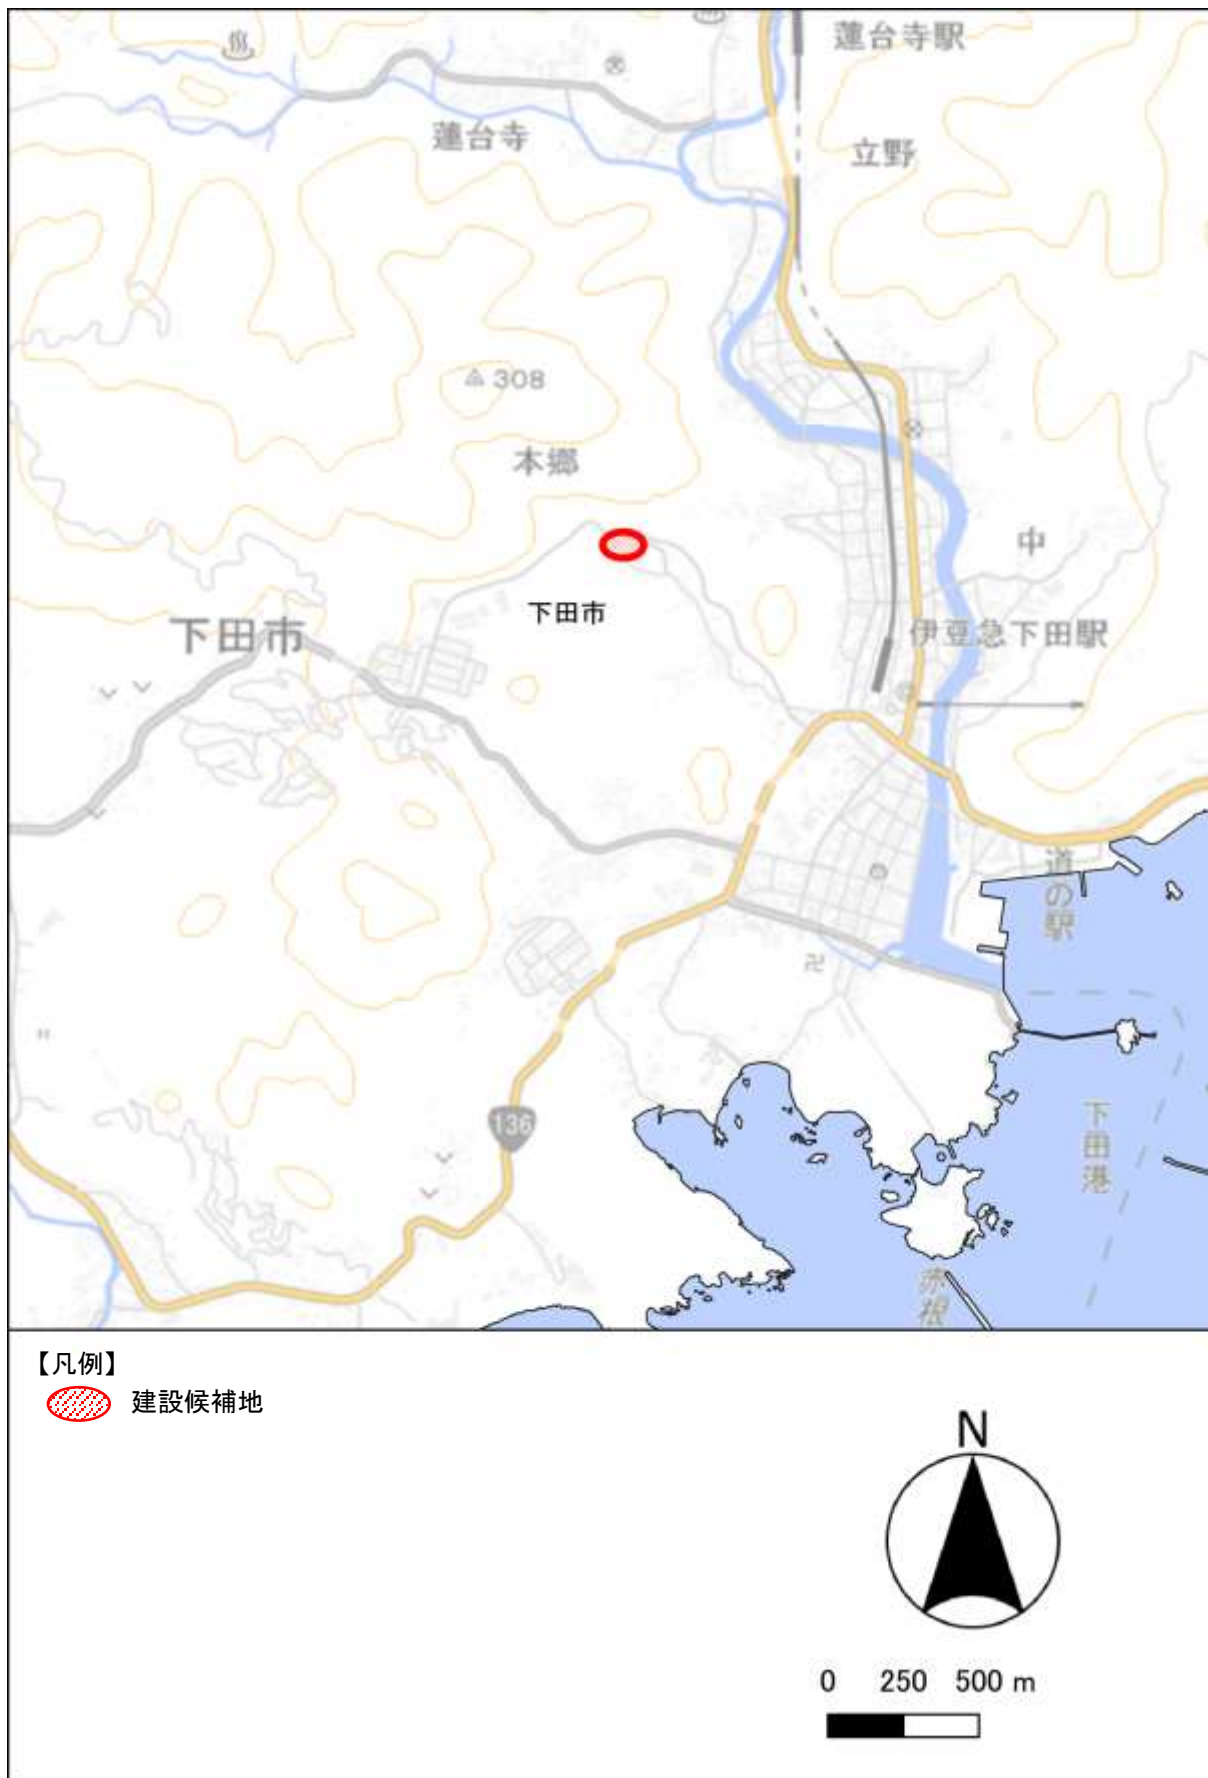 蓮台寺駅
蓮台寺
立野
308
本郷
中
下田市
下田市
伊豆急下田駅
道の駅
136
下田港
赤根
【凡例】
建設候補地
N
0 250 500 m